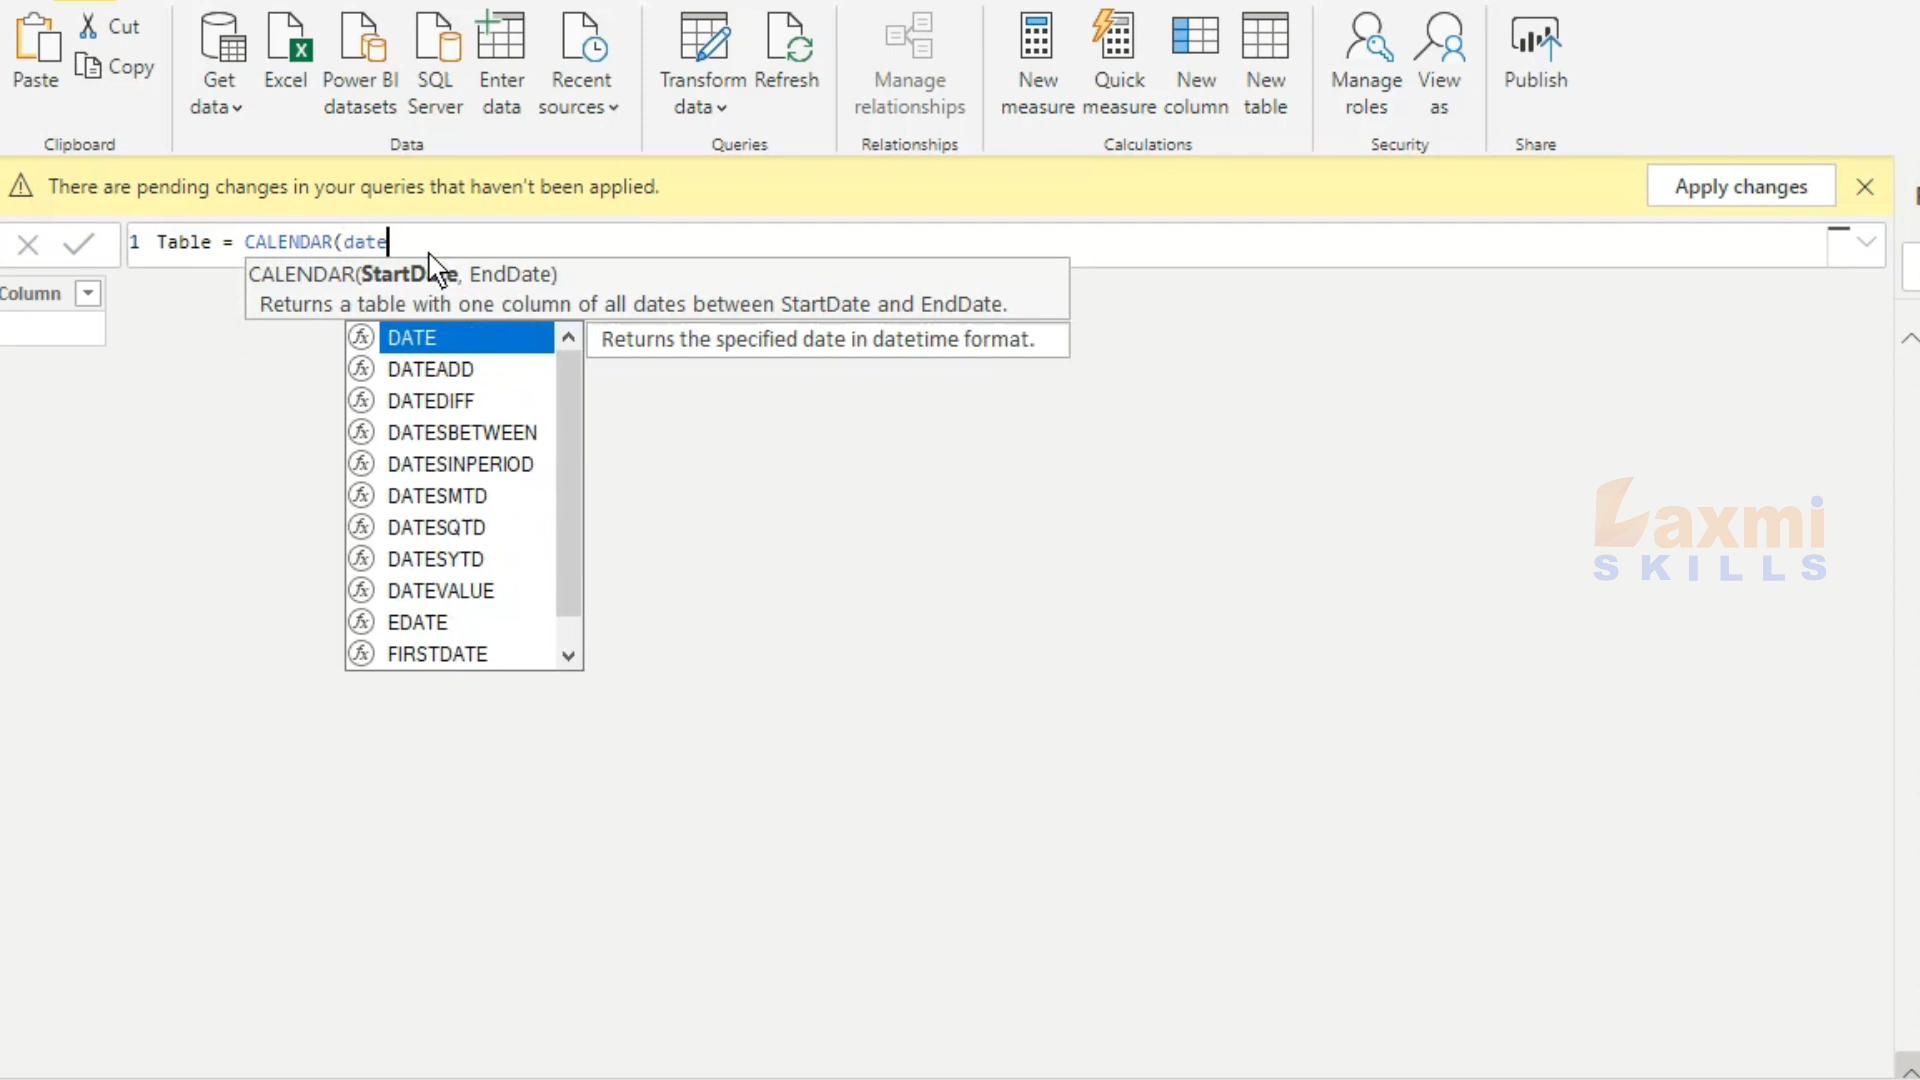 Paste
Cut
Copy
Clipboard
Get data
Excel
Power BI datasets
SQL Server
Enter data
Recent sources
Data
Transform data
Refresh
Queries
Manage relationships
Relationships
New measure
Quick measure
New column
New table
Calculations
Manage roles
View as
Security
Publish
Share
There are pending changes in your queries that haven't been applied.
Apply changes
1 Table = CALENDAR(date
CALENDAR(StartDate, EndDate)
Returns a table with one column of all dates between StartDate and EndDate.
Column
DATE
Returns the specified date in datetime format.
DATEADD
DATEDIFF
DATESBETWEEN
DATESINPERIOD
DATESMTD
DATESQTD
DATESYTD
DATEVALUE
EDATE
FIRSTDATE
Laxmi
SKILLS